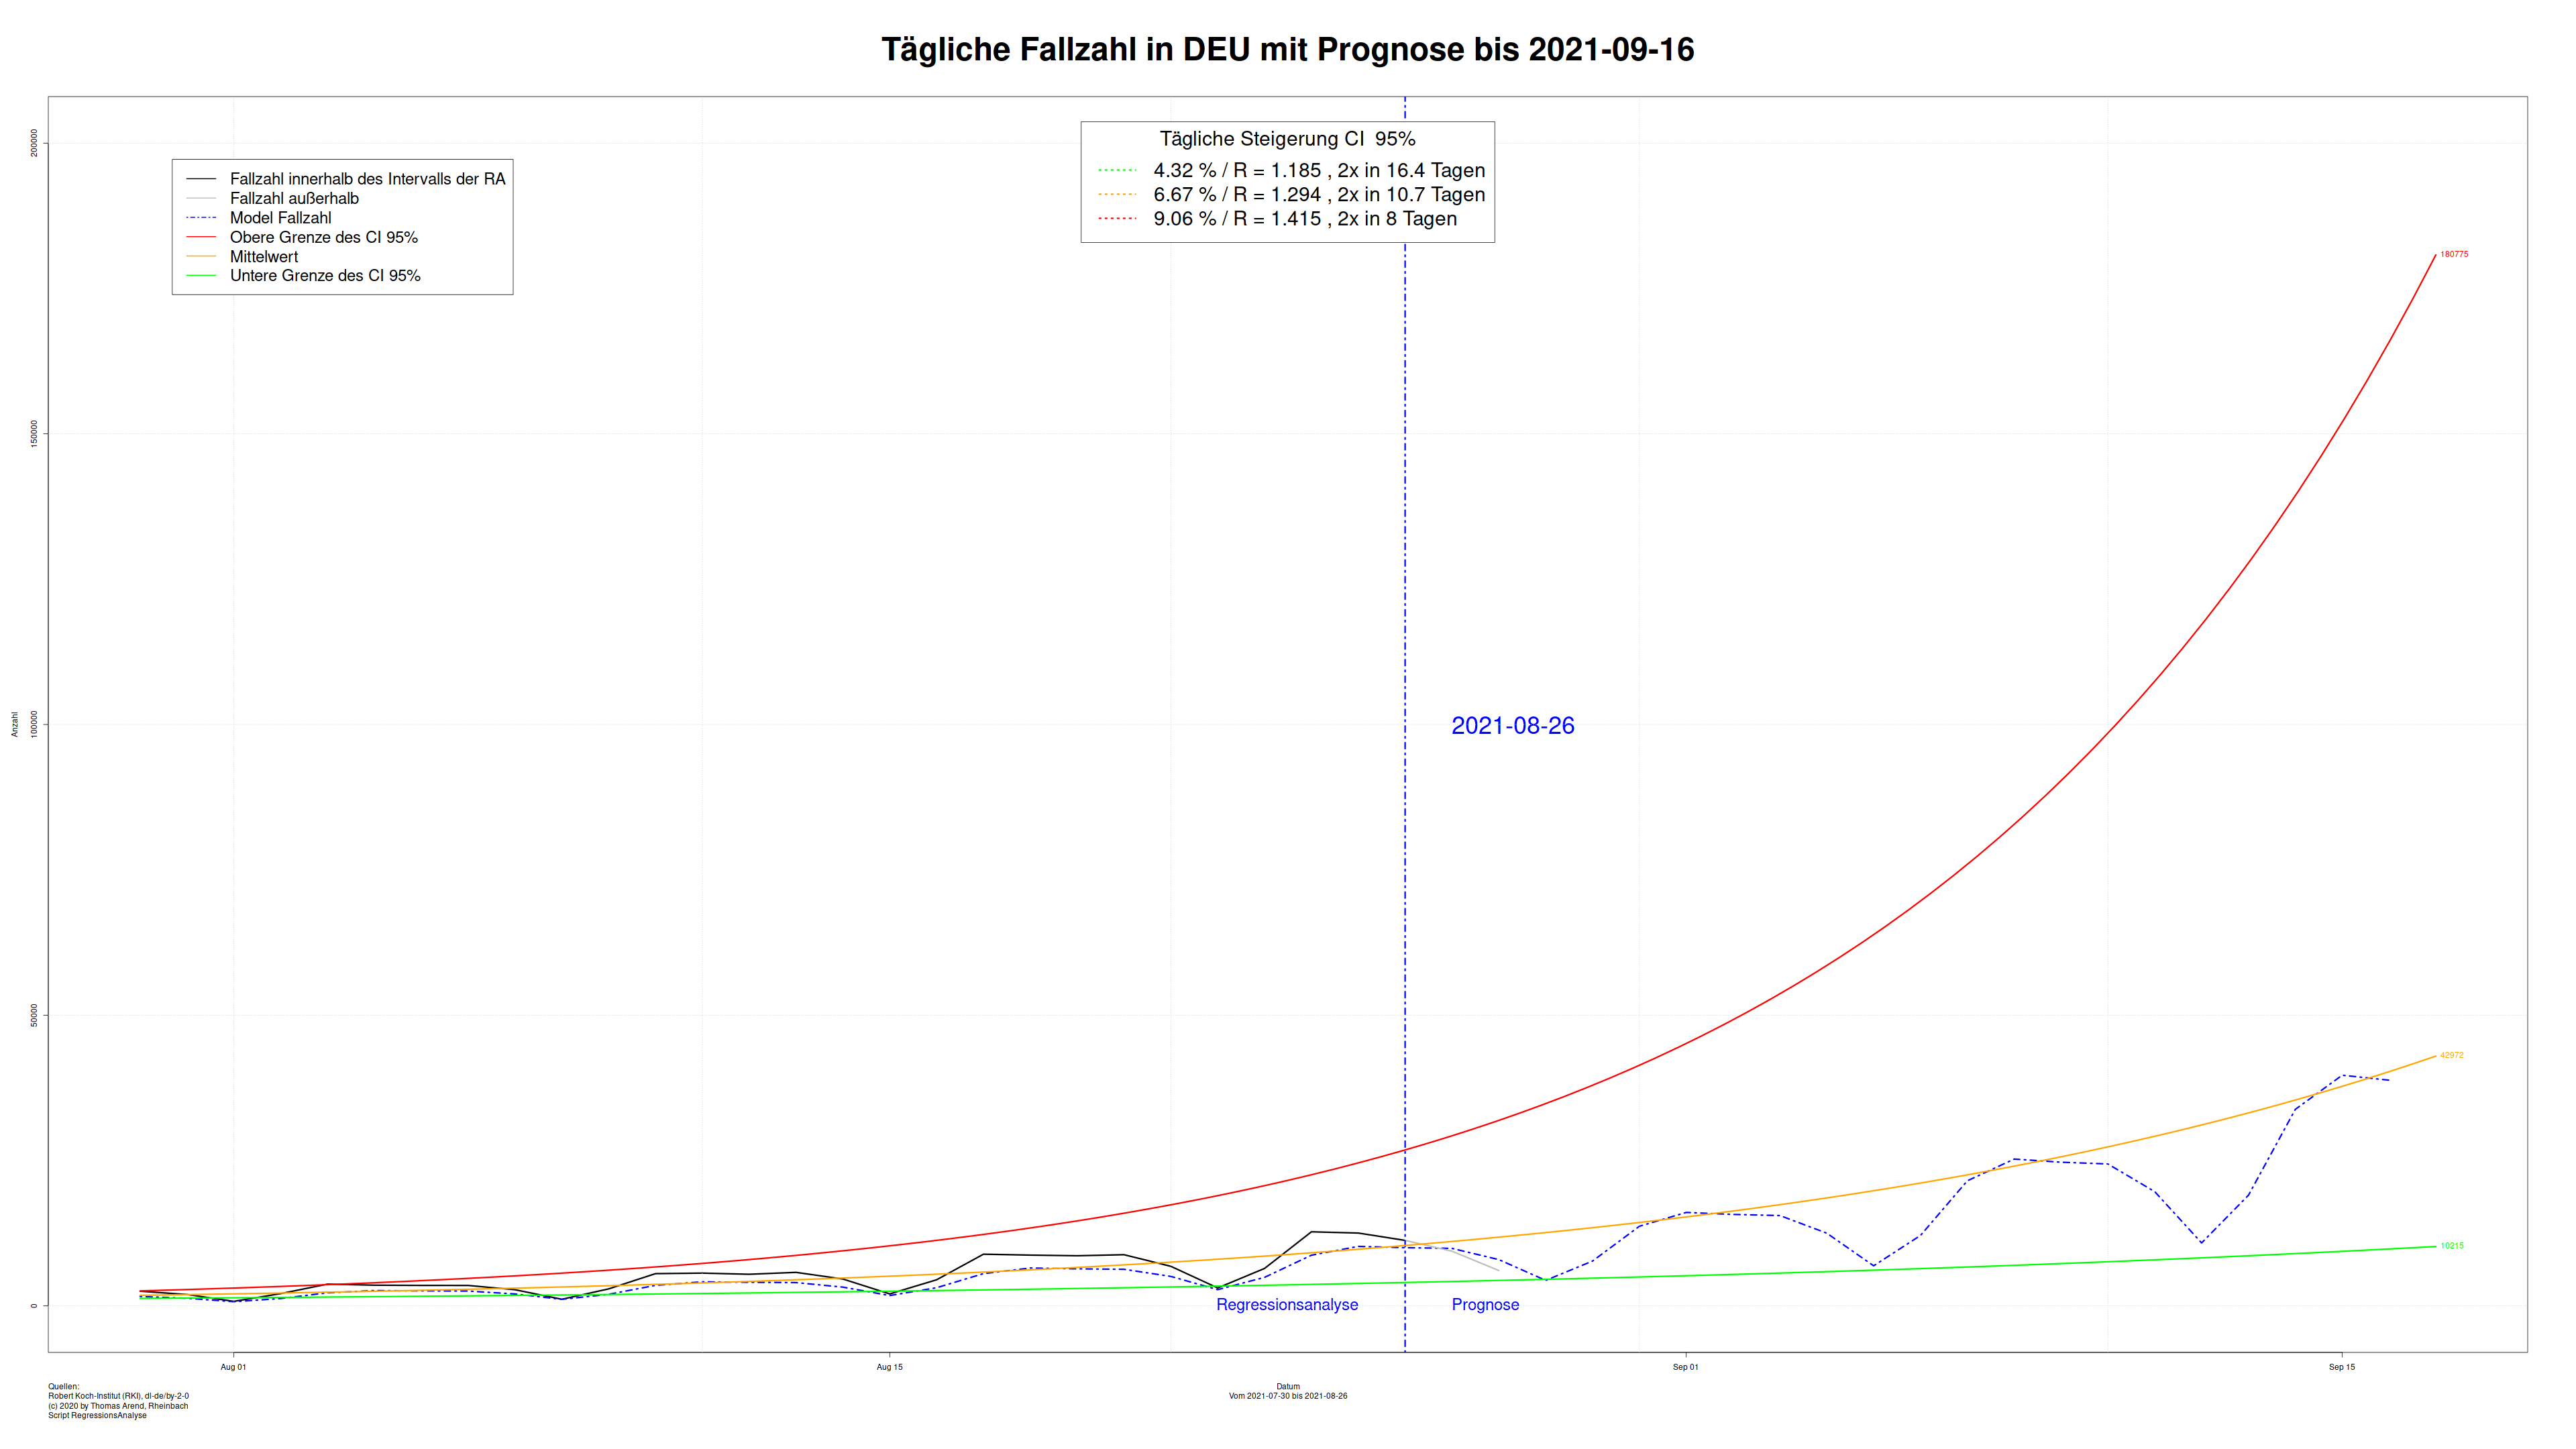 Tägliche Fallzahl in DEU mit Prognose bis 2021-09-16
Tägliche Steigerung CI  95%
4.32 % / R = 1.185 , 2x in 16.4 Tagen
6.67 % / R = 1.294 , 2x in 10.7 Tagen
9.06 % / R = 1.415 , 2x in 8 Tagen
Fallzahl innerhalb des Intervalls der RA
Fallzahl außerhalb
Model Fallzahl
Obere Grenze des CI 95%
Mittelwert
Untere Grenze des CI 95%
200000
150000
100000
50000
0
Anzahl
180775
2021-08-26
42972
10215
Regressionsanalyse
Prognose
Aug 01
Aug 15
Sep 01
Sep 15
Datum
Vom 2021-07-30 bis 2021-08-26
Quellen:
Robert Koch-Institut (RKI), dl-de/by-2-0
(c) 2020 by Thomas Arend, Rheinbach
Script RegressionsAnalyse